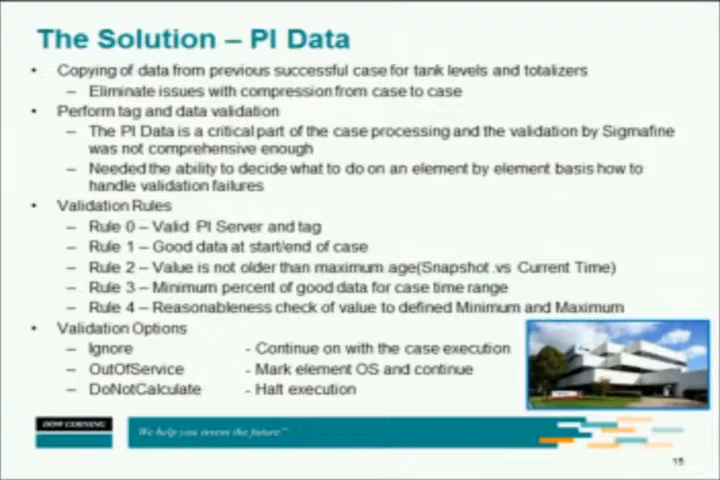 The Solution – PI Data
• Copying of data from previous successful case for tank levels and totalizers
– Eliminate issues with compression from case to case
• Perform tag and data validation
– The PI Data is a critical part of the case processing and the validation by Sigmafine
was not comprehensive enough
– Needed the ability to decide what to do on an element by element basis how to
handle validation failures
• Validation Rules
– Rule 0 – Valid PI Server and tag
– Rule 1 – Good data at start/end of case
– Rule 2 – Value is not older than maximum age(Snapshot .vs Current Time)
– Rule 3 – Minimum percent of good data for case time range
– Rule 4 – Reasonableness check of value to defined Minimum and Maximum
• Validation Options
– Ignore - Continue on with the case execution
– OutOfService - Mark element OS and continue
– DoNotCalculate - Halt execution
DOW CORNING
We help you invent the future.™
15